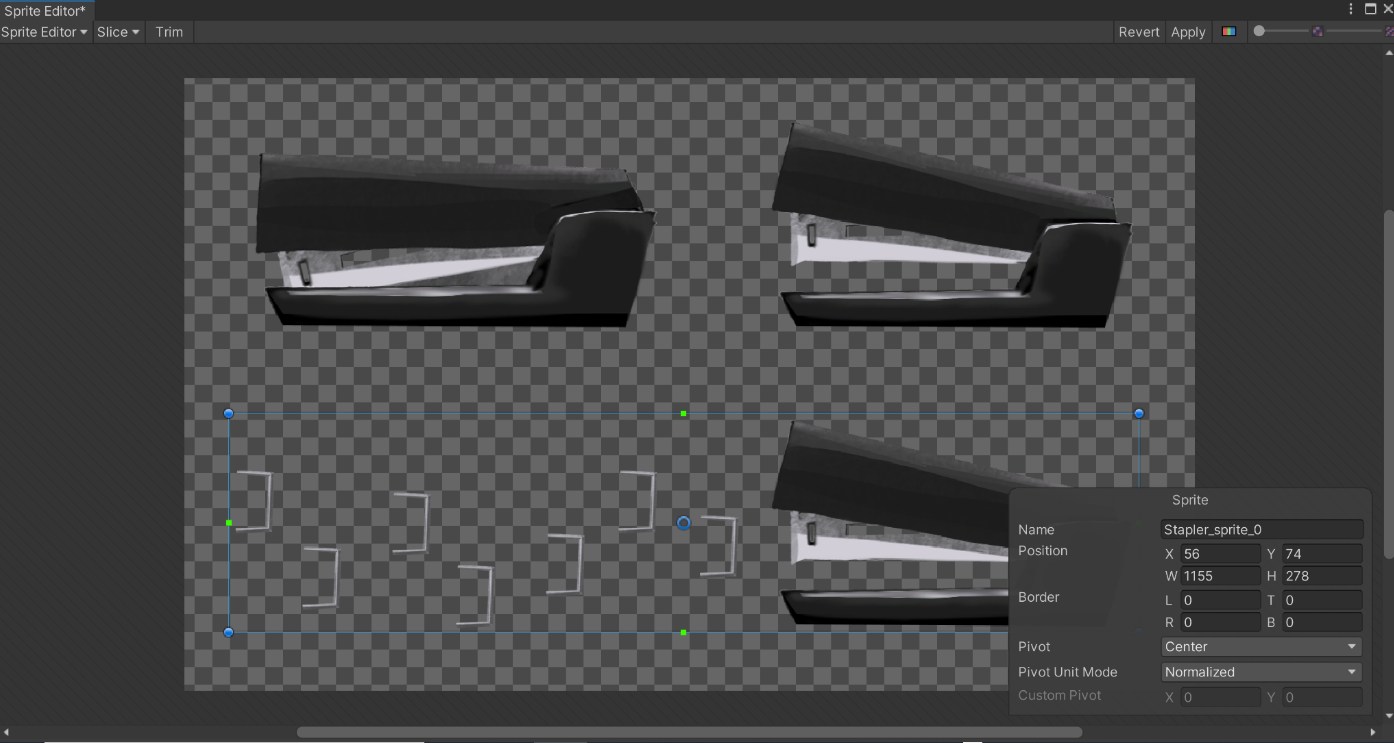 Sprite Editor*
Sprite Editor Slice Trim Revert Apply
Sprite
Name Stapler_sprite_0
Position X 56 Y 74
W 1155 H 278
Border L 0 T 0
R 0 B 0
Pivot Center
Pivot Unit Mode Normalized
Custom Pivot X 0 Y 0